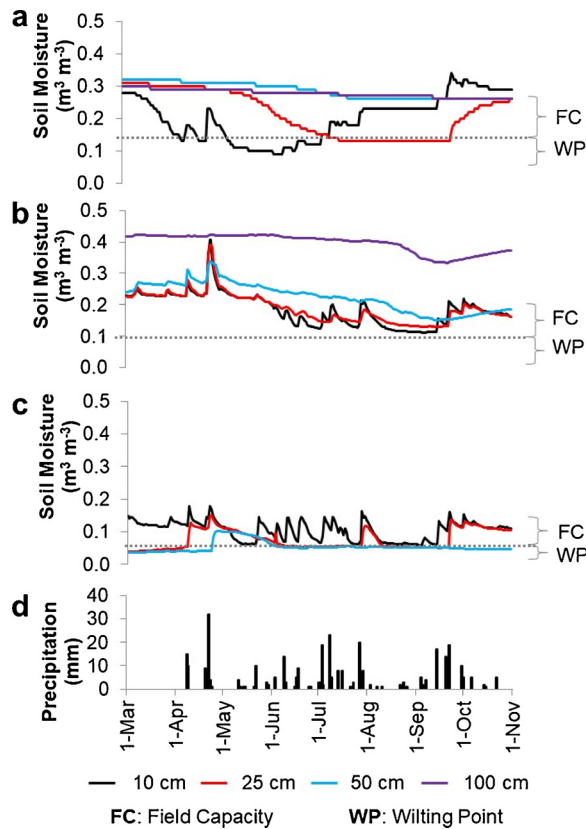 a
Soil Moisture
(m³ m⁻³)
0.5
0.4
0.3
0.2
0.1
0.0
FC
WP
b
Soil Moisture
(m³ m⁻³)
0.5
0.4
0.3
0.2
0.1
0.0
FC
WP
c
Soil Moisture
(m³ m⁻³)
0.5
0.4
0.3
0.2
0.1
0.0
FC
WP
d
Precipitation
(mm)
40
30
20
10
0
1-Mar
1-Apr
1-May
1-Jun
1-Jul
1-Aug
1-Sep
1-Oct
1-Nov
10 cm 25 cm 50 cm 100 cm
FC: Field Capacity WP: Wilting Point